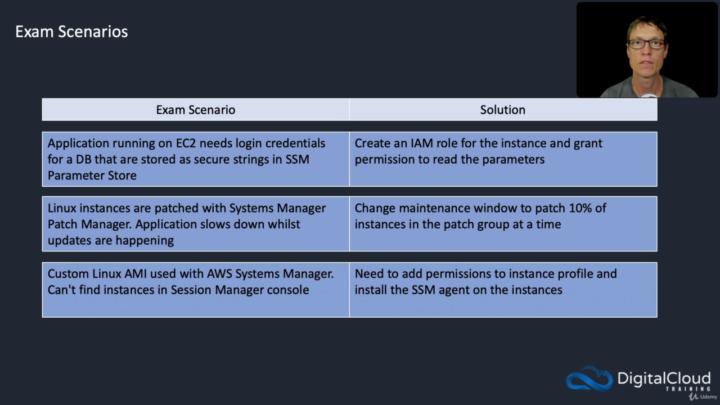 Exam Scenarios
Exam Scenario
Solution
Application running on EC2 needs login credentials
for a DB that are stored as secure strings in SSM
Parameter Store
Create an IAM role for the instance and grant
permission to read the parameters
Linux instances are patched with Systems Manager
Patch Manager. Application slows down whilst
updates are happening
Change maintenance window to patch 10% of
instances in the patch group at a time
Custom Linux AMI used with AWS Systems Manager.
Can't find instances in Session Manager console
Need to add permissions to instance profile and
install the SSM agent on the instances
DigitalCloud
TRAINING
Udemy